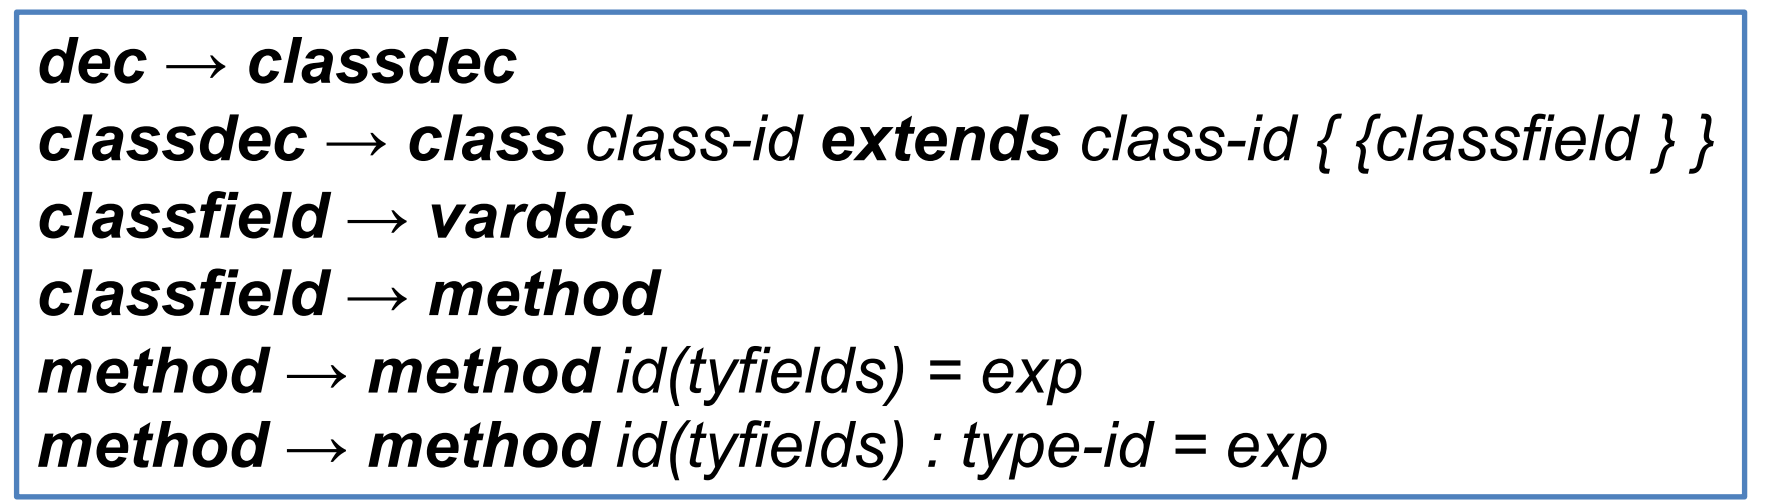 dec → classdec
classdec → class class-id extends class-id { {classfield } }
classfield → vardec
classfield → method
method → method id(tyfields) = exp
method → method id(tyfields) : type-id = exp